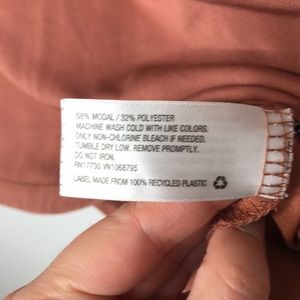 68% MODAL / 32% POLYESTER
MACHINE WASH COLD WITH LIKE COLORS.
ONLY NON-CHLORINE BLEACH IF NEEDED.
TUMBLE DRY LOW. REMOVE PROMPTLY.
DO NOT IRON.
RN17730 VN1068795
LABEL MADE FROM 100% RECYCLED PLASTIC